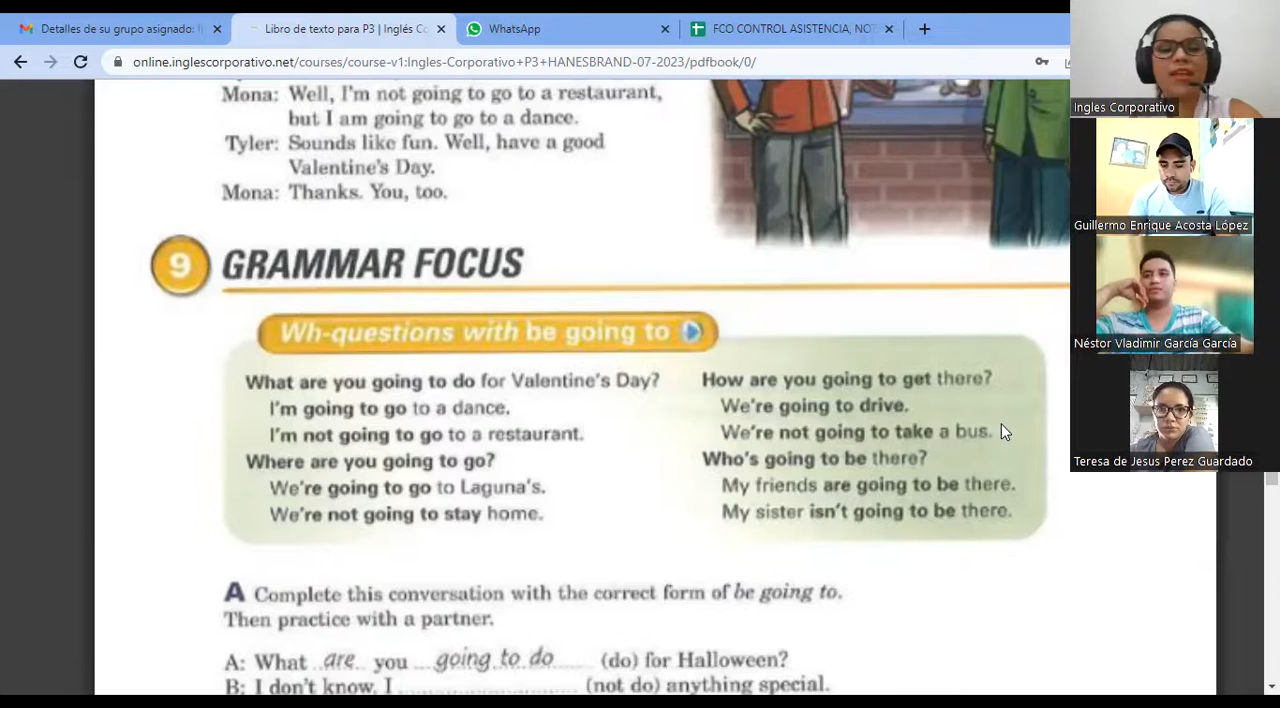 Detalles de su grupo asignado:
Libro de texto para P3 | Inglés Co
WhatsApp
FCO CONTROL ASISTENCIA, NOT
online.inglescorporativo.net/courses/course-v1:Ingles-Corporativo+P3+HANESBRAND-07-2023/pdfbook/0/
Mona: Well, I'm not going to go to a restaurant,
but I am going to go to a dance.
Tyler: Sounds like fun. Well, have a good
Valentine's Day.
Mona: Thanks. You, too.
9 GRAMMAR FOCUS
Wh-questions with be going to
What are you going to do for Valentine's Day?
I'm going to go to a dance.
I'm not going to go to a restaurant.
Where are you going to go?
We're going to go to Laguna's.
We're not going to stay home.
How are you going to get there?
We're going to drive.
We're not going to take a bus.
Who's going to be there?
My friends are going to be there.
My sister isn't going to be there.
A Complete this conversation with the correct form of be going to.
Then practice with a partner.
A: What are you going to do (do) for Halloween?
B: I don't know. I (not do) anything special.
Ingles Corporativo
Guillermo Enrique Acosta López
Néstor Vladimir García García
Teresa de Jesus Perez Guardado